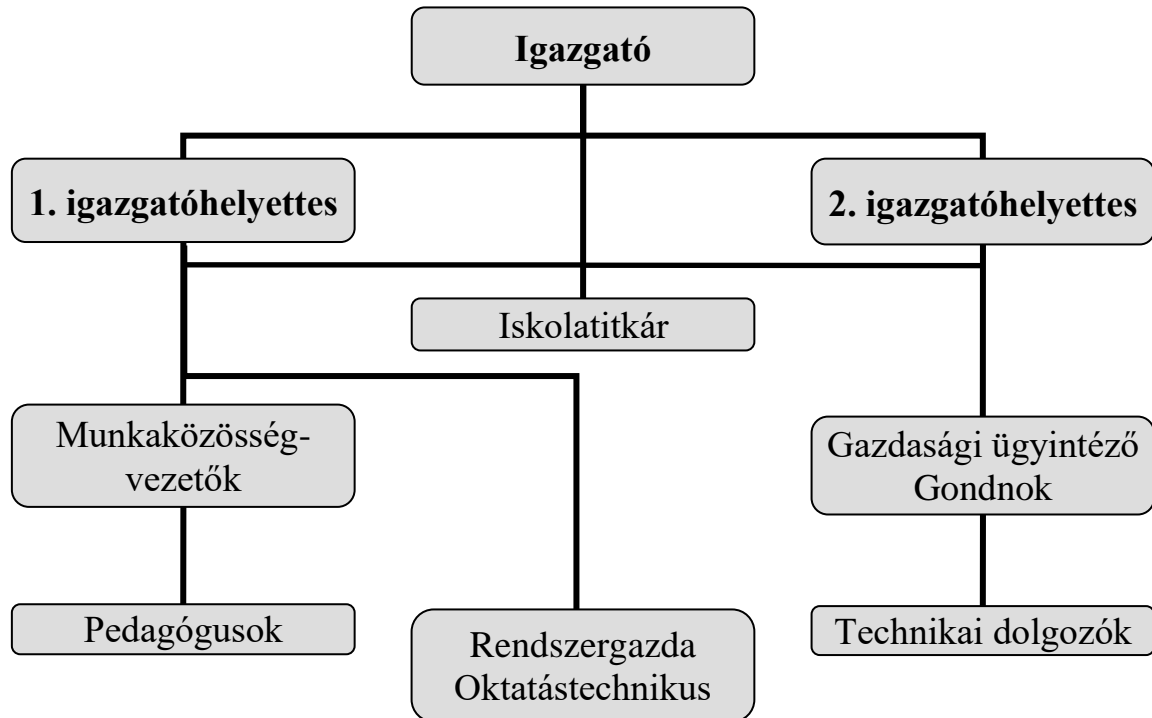 Igazgató
1. igazgatóhelyettes
2. igazgatóhelyettes
Iskolatitkár
Munkaközösség-
vezetők
Gazdasági ügyintéző
Gondnok
Pedagógusok
Rendszergazda
Oktatástechnikus
Technikai dolgozók